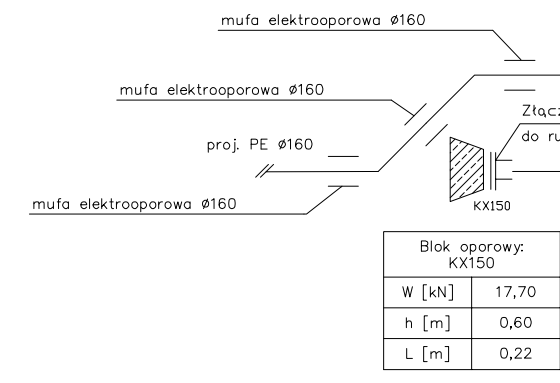 mufa elektrooporowa Ø160
mufa elektrooporowa Ø160
Złącz
do ru
proj. PE Ø160
mufa elektrooporowa Ø160
KX150
Blok oporowy:
KX150
W [kN] 17,70
h [m] 0,60
L [m] 0,22